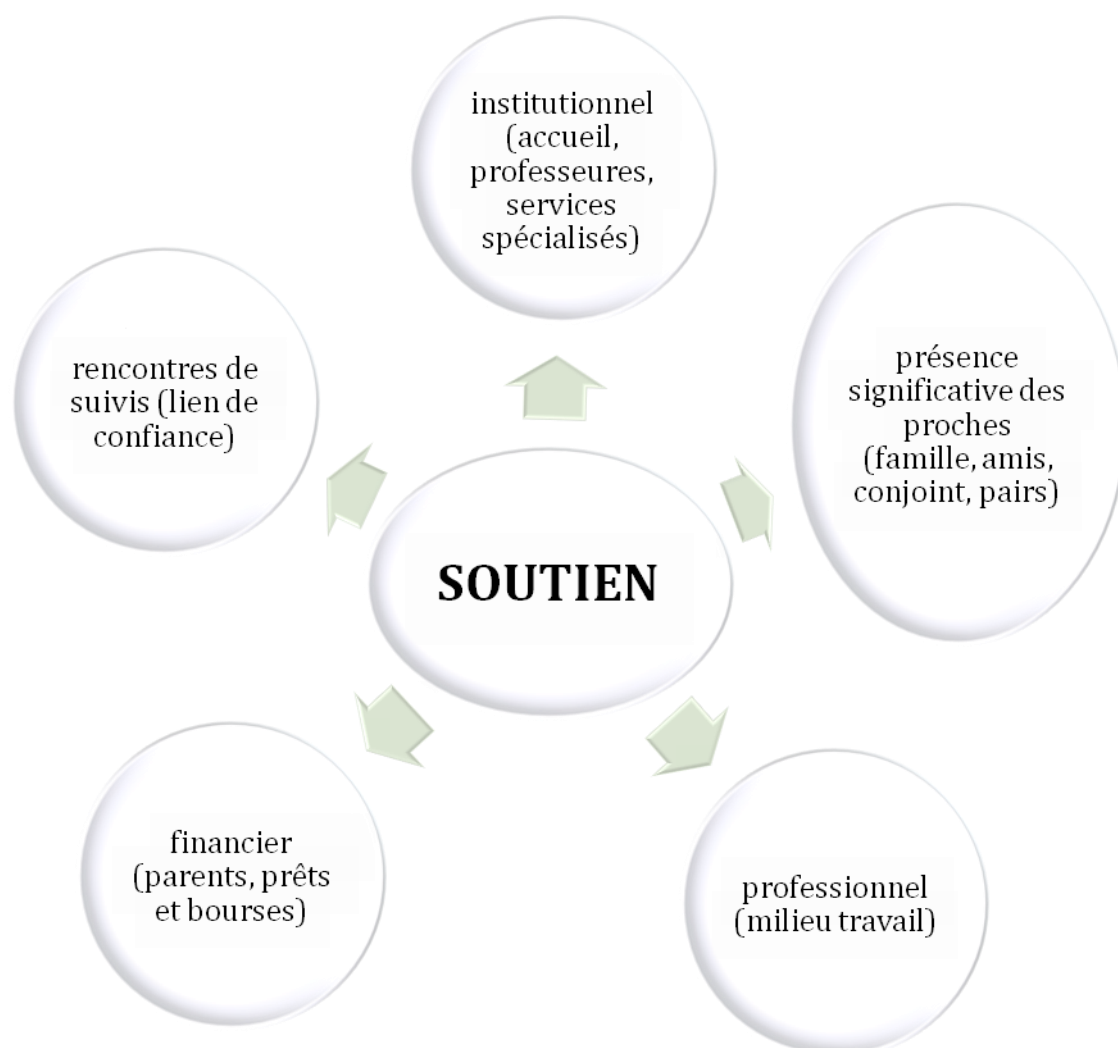 institutionnel
(accueil,
professeures,
services
spécialisés)
présence
significative des
proches
(famille, amis,
conjoint, pairs)
rencontres de
suivis (lien de
confiance)
SOUTIEN
financier
(parents, prêts
et bourses)
professionnel
(milieu travail)